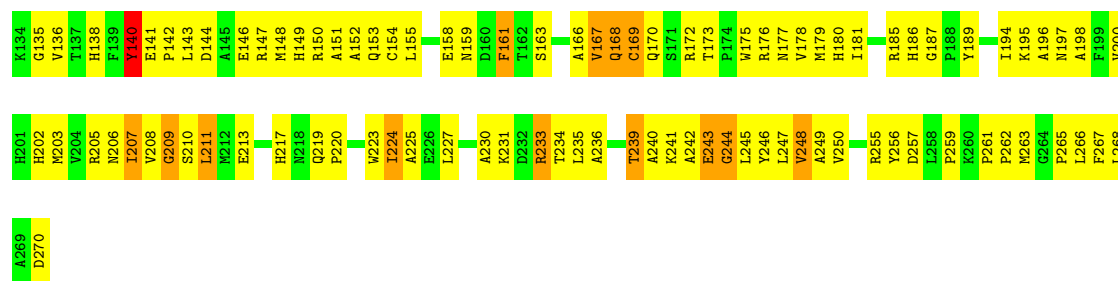 K134 G135 V136 T137 H138 F139 Y140 E141 P142 L143 D144 A145 E146 R147 M148 H149 R150 A151 A152 Q153 C154 L155 E158 N159 D160 F161 T162 S163 A166 V167 Q168 C169 Q170 S171 R172 T173 P174 W175 R176 N177 V178 M179 H180 I181 R185 H186 G187 P188 Y189 I194 K195 A196 N197 A198 F199
H201 H202 M203 V204 R205 N206 I207 V208 G209 S210 L211 M212 E213 H217 N218 Q219 P220 W223 I224 A225 E226 L227 A230 K231 D232 R233 T234 L235 A236 T239 A240 K241 A242 E243 G244 L245 Y246 L247 V248 A249 V250 R255 Y256 D257 L258 P259 K260 P261 P262 M263 G264 P265 L266 F267
A269 D270